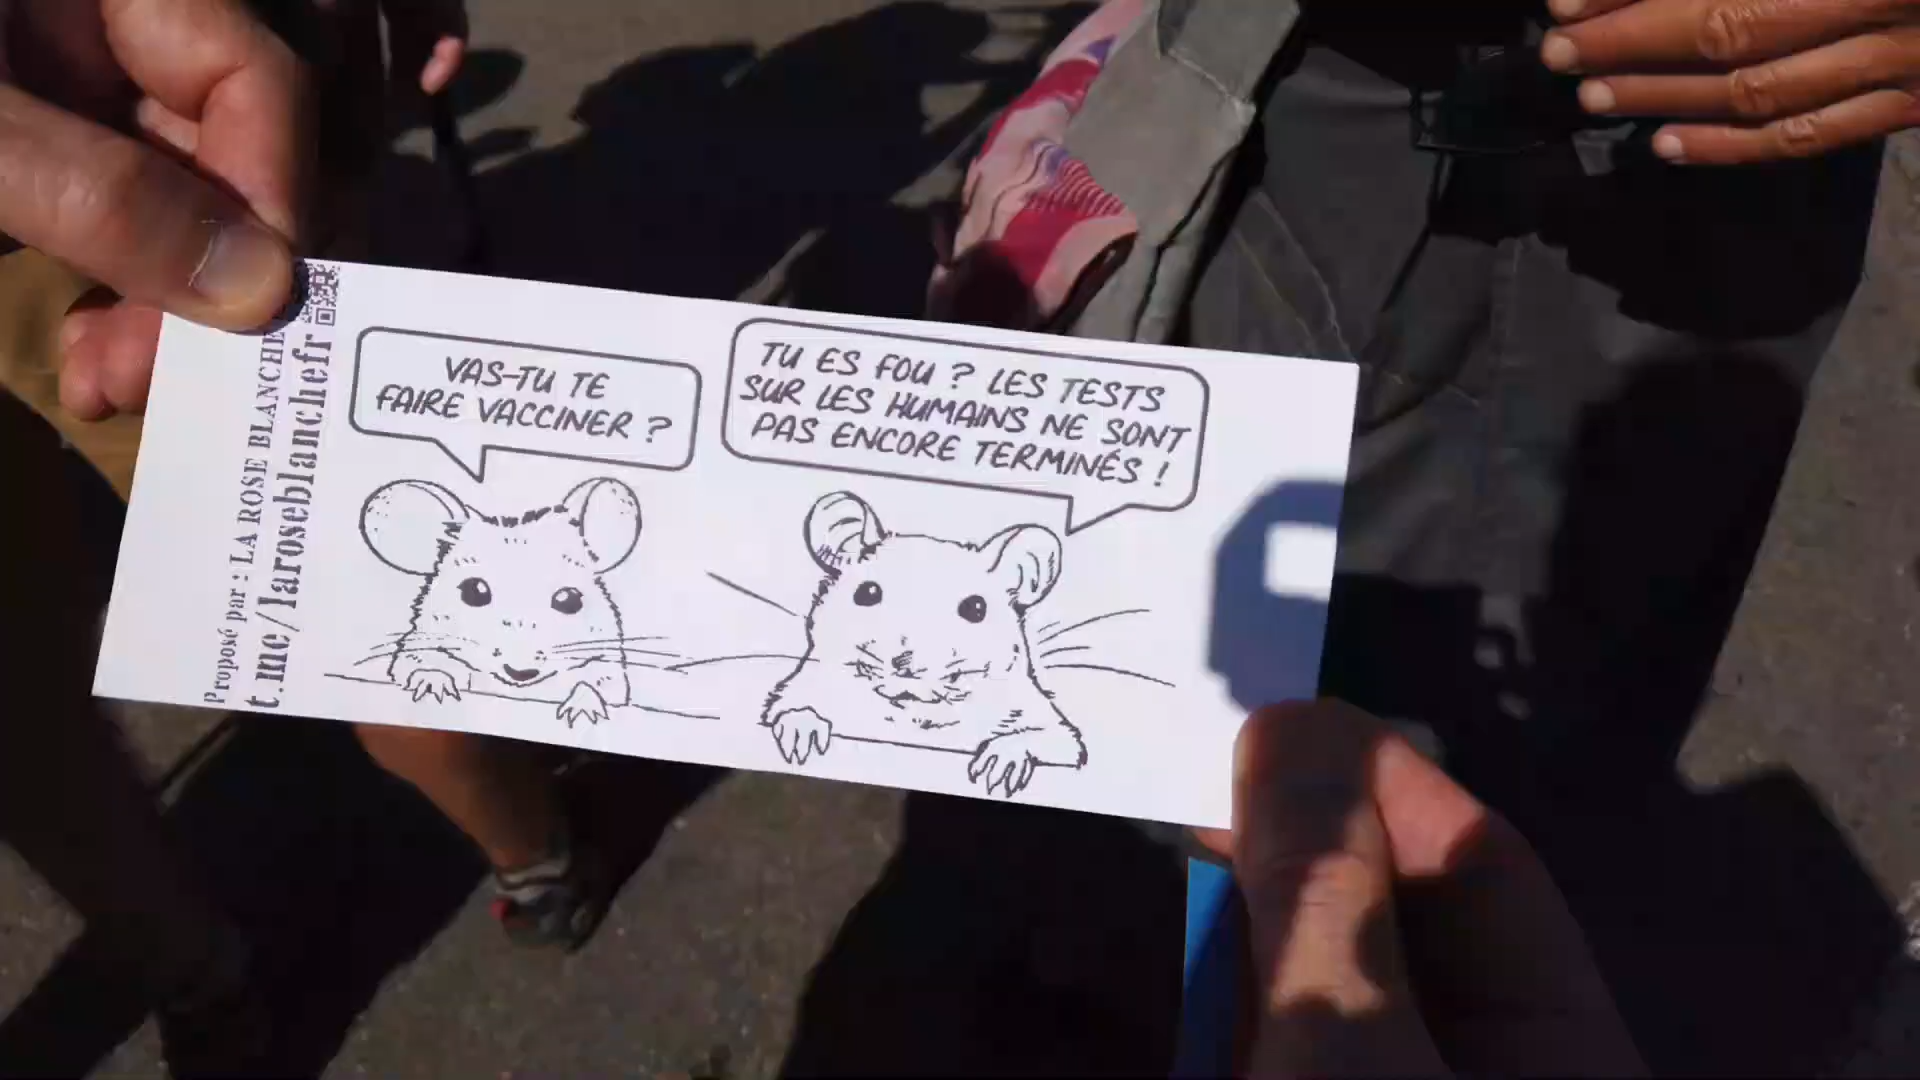 Proposé par : LA ROSE BLANCHE
t.me/laroseblanchefr
VAS-TU TE
FAIRE VACCINER ?
TU ES FOU ? LES TESTS
SUR LES HUMAINS NE SONT
PAS ENCORE TERMINÉS !